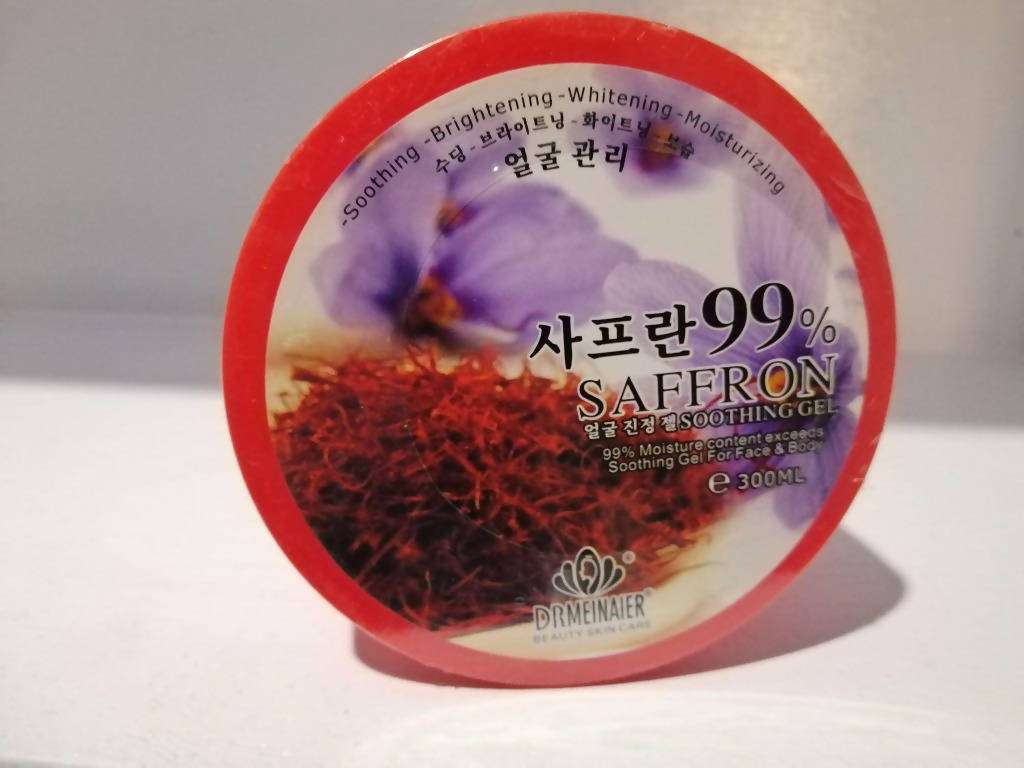 -Soothing -Brightening -Whitening -Moisturizing
수딩 - 브라이트닝 - 화이트닝 - 보습
얼굴 관리
사프란 99%
SAFFRON
얼굴 진정 젤 SOOTHING GEL
99% Moisture content exceeds
Soothing Gel For Face & Body
℮ 300ML
®
DRMEINAIER®
BEAUTY SKIN CARE